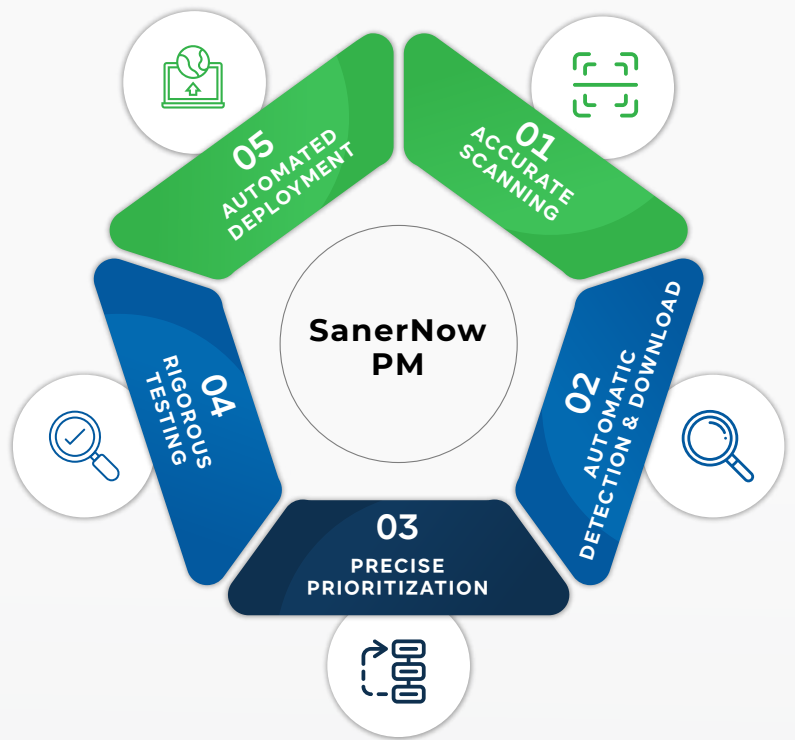 SanerNow
PM
01
ACCURATE
SCANNING
02
AUTOMATIC
DETECTION & DOWNLOAD
03
PRECISE
PRIORITIZATION
04
RIGOROUS
TESTING
05
AUTOMATED
DEPLOYMENT